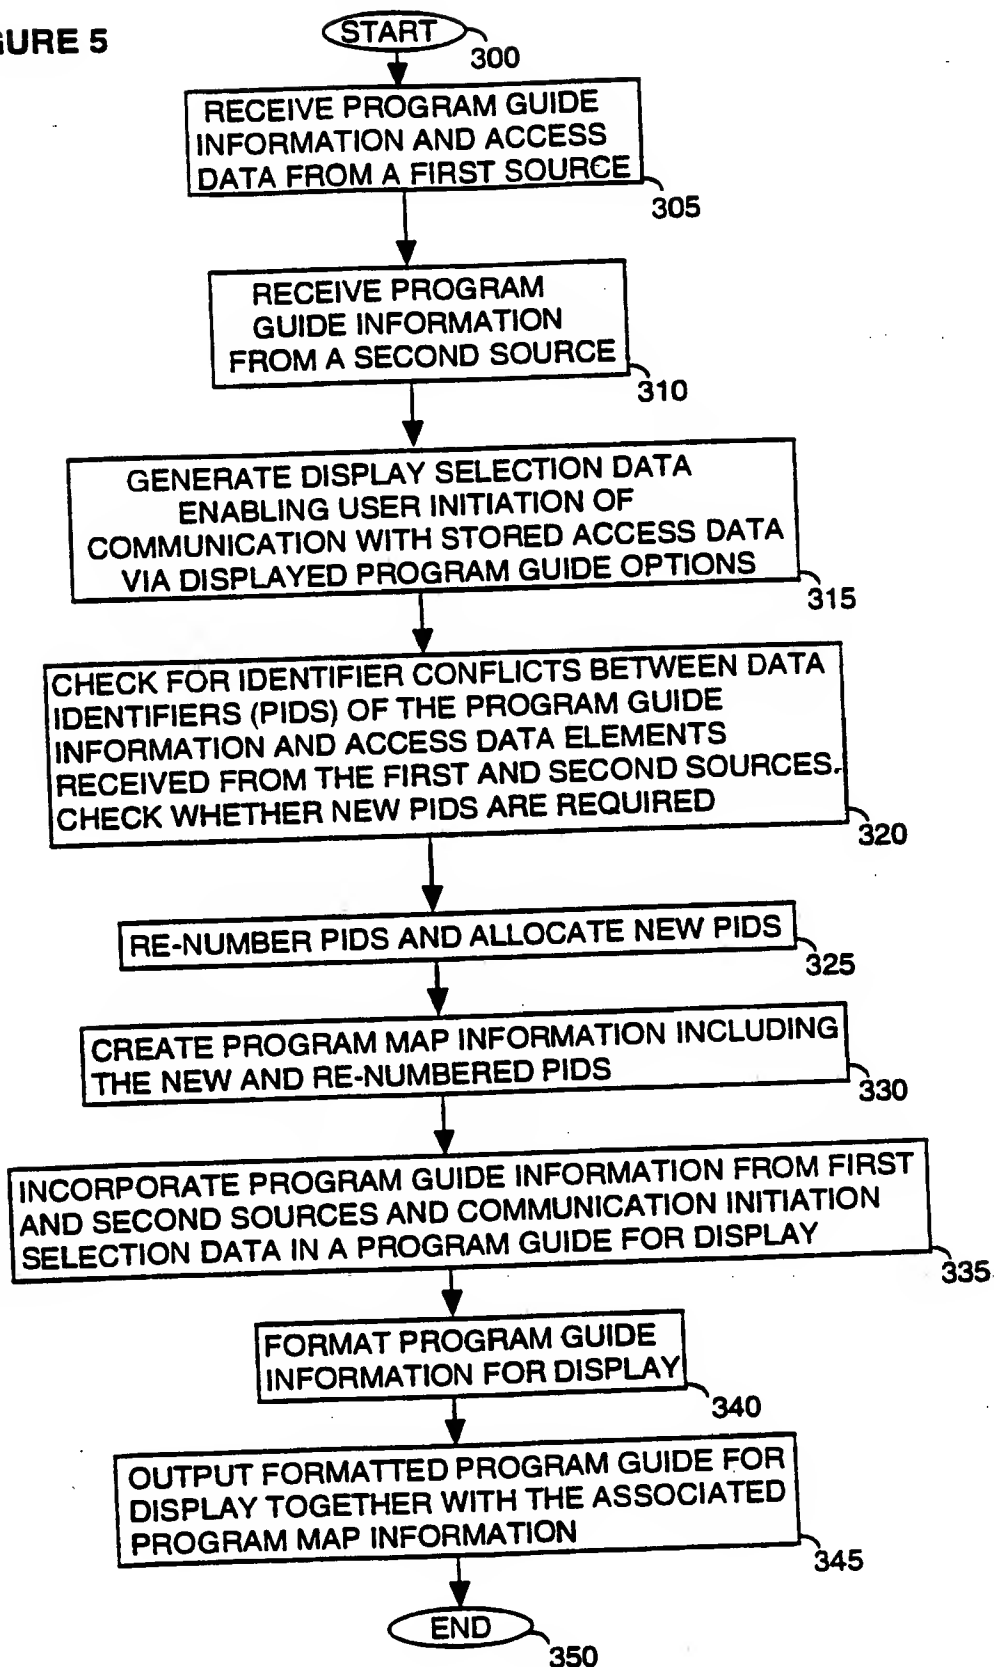 GURE 5
START
300
RECEIVE PROGRAM GUIDE
INFORMATION AND ACCESS
DATA FROM A FIRST SOURCE
305
RECEIVE PROGRAM
GUIDE INFORMATION
FROM A SECOND SOURCE
310
GENERATE DISPLAY SELECTION DATA
ENABLING USER INITIATION OF
COMMUNICATION WITH STORED ACCESS DATA
VIA DISPLAYED PROGRAM GUIDE OPTIONS
315
CHECK FOR IDENTIFIER CONFLICTS BETWEEN DATA
IDENTIFIERS (PIDS) OF THE PROGRAM GUIDE
INFORMATION AND ACCESS DATA ELEMENTS
RECEIVED FROM THE FIRST AND SECOND SOURCES.
CHECK WHETHER NEW PIDS ARE REQUIRED
320
RE-NUMBER PIDS AND ALLOCATE NEW PIDS
325
CREATE PROGRAM MAP INFORMATION INCLUDING
THE NEW AND RE-NUMBERED PIDS
330
INCORPORATE PROGRAM GUIDE INFORMATION FROM FIRST
AND SECOND SOURCES AND COMMUNICATION INITIATION
SELECTION DATA IN A PROGRAM GUIDE FOR DISPLAY
335
FORMAT PROGRAM GUIDE
INFORMATION FOR DISPLAY
340
OUTPUT FORMATTED PROGRAM GUIDE FOR
DISPLAY TOGETHER WITH THE ASSOCIATED
PROGRAM MAP INFORMATION
345
END
350